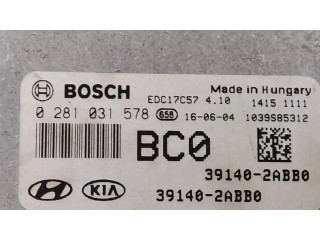 BOSCH
EDC17C57 4.10
Made in Hungary
1415 1111
0 281 031 578 656 16-06-04 1039S85312
BC0
39140-2ABB0
KIA
39140-2ABB0